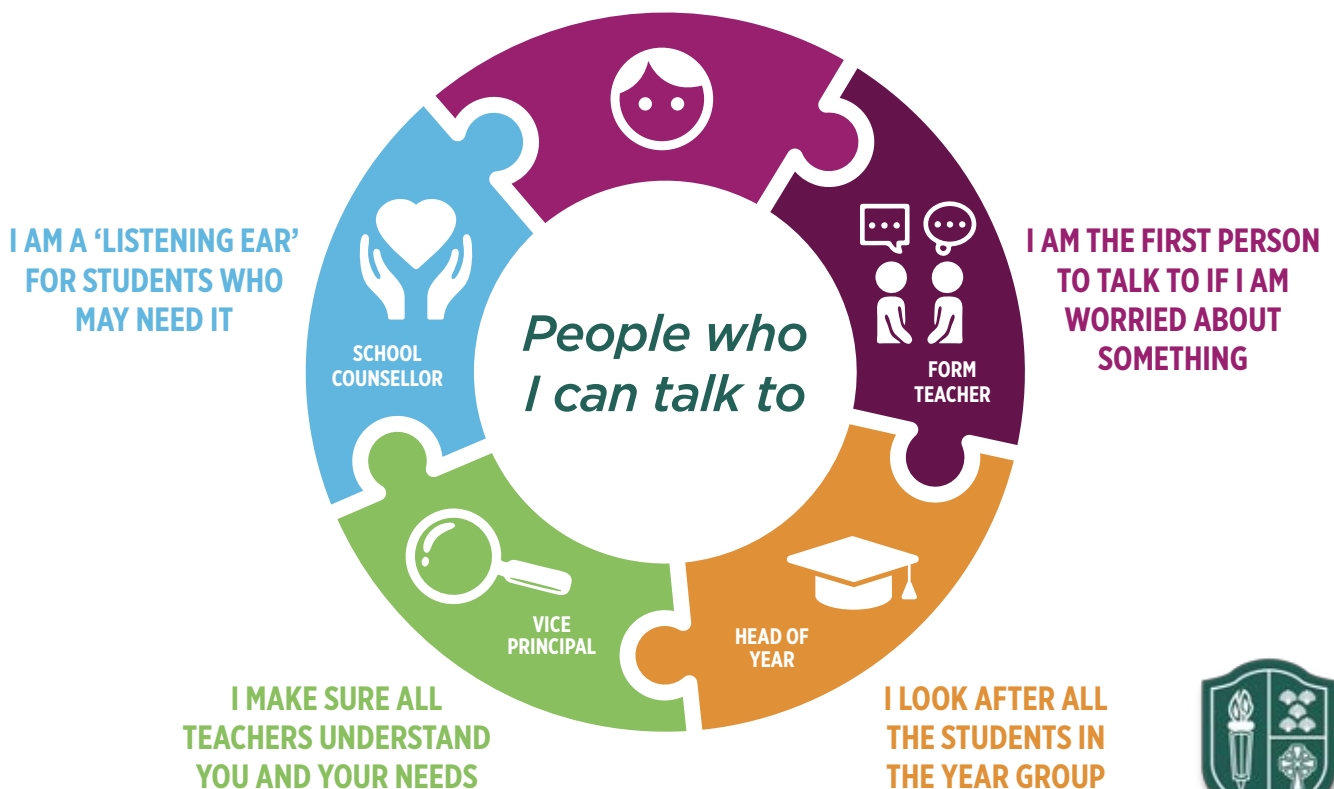 People who
I can talk to
FORM
TEACHER
I AM THE FIRST PERSON
TO TALK TO IF I AM
WORRIED ABOUT
SOMETHING
HEAD OF
YEAR
I LOOK AFTER ALL
THE STUDENTS IN
THE YEAR GROUP
VICE
PRINCIPAL
I MAKE SURE ALL
TEACHERS UNDERSTAND
YOU AND YOUR NEEDS
SCHOOL
COUNSELLOR
I AM A ‘LISTENING EAR’
FOR STUDENTS WHO
MAY NEED IT